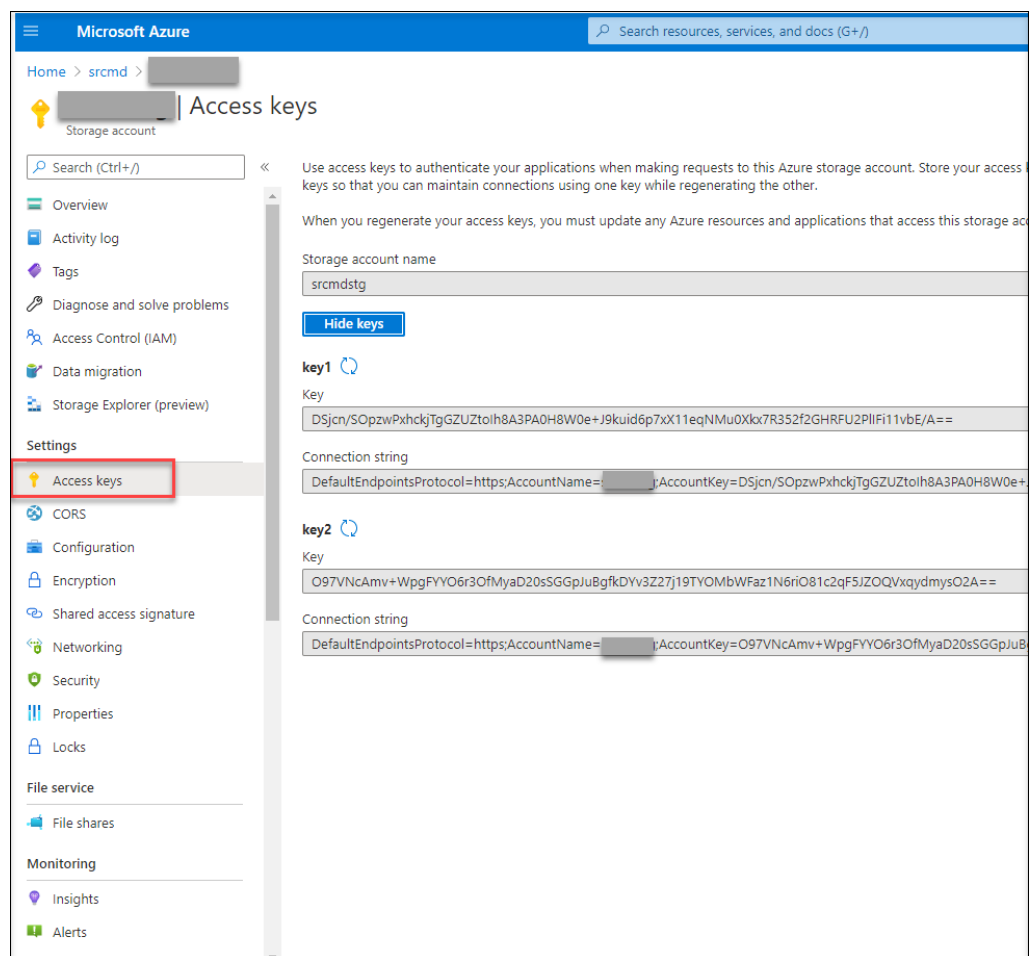 Microsoft Azure
Search resources, services, and docs (G+/)
Home > srcmd >
| Access keys
Storage account
Search (Ctrl+/)
«
Overview
Activity log
Tags
Diagnose and solve problems
Access Control (IAM)
Data migration
Storage Explorer (preview)
Settings
Access keys
CORS
Configuration
Encryption
Shared access signature
Networking
Security
Properties
Locks
File service
File shares
Monitoring
Insights
Alerts
Use access keys to authenticate your applications when making requests to this Azure storage account. Store your access
keys so that you can maintain connections using one key while regenerating the other.
When you regenerate your access keys, you must update any Azure resources and applications that access this storage acc
Storage account name
srcmdstg
Hide keys
key1
Key
DSjcn/SOpzwPxhckjTgGZUZtoIh8A3PA0H8W0e+J9kuid6p7xX11eqNMu0Xkx7R352f2GHRFU2PlIFi11vbE/A==
Connection string
DefaultEndpointsProtocol=https;AccountName= ;AccountKey=DSjcn/SOpzwPxhckjTgGZUZtoIh8A3PA0H8W0e+
key2
Key
O97VNcAmv+WpgFYYO6r3OfMyaD20sSGGpJuBgfkDYv3Z27j19TYOMbWFaz1N6riO81c2qF5JZOQVxqydmysO2A==
Connection string
DefaultEndpointsProtocol=https;AccountName= ;AccountKey=O97VNcAmv+WpgFYYO6r3OfMyaD20sSGGpJuB